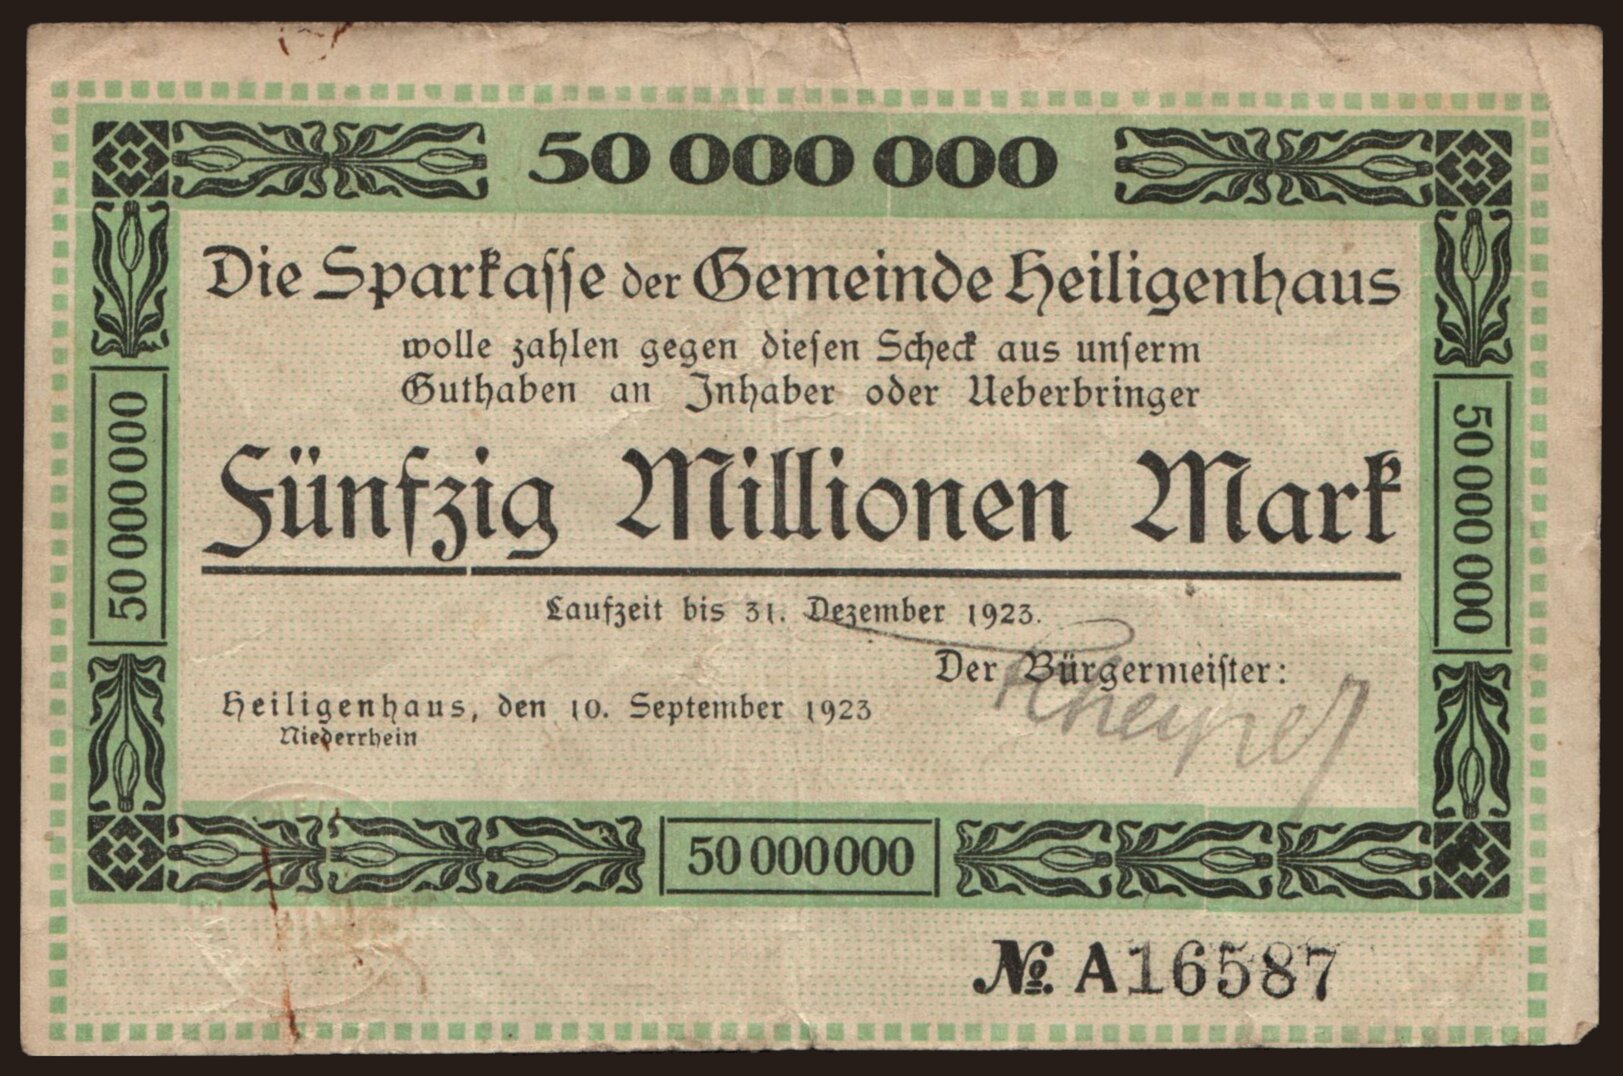 50 000 000
Die Sparkasse der Gemeinde Heiligenhaus
wolle zahlen gegen diesen Scheck aus unserm
Guthaben an Inhaber oder Ueberbringer
Fünfzig Millionen Mark
50 000 000
50 000 000
Laufzeit bis 31. Dezember 1923.
Der Bürgermeister:
Heiligenhaus, den 10. September 1923
Niederrhein
50 000 000
№. A 16587